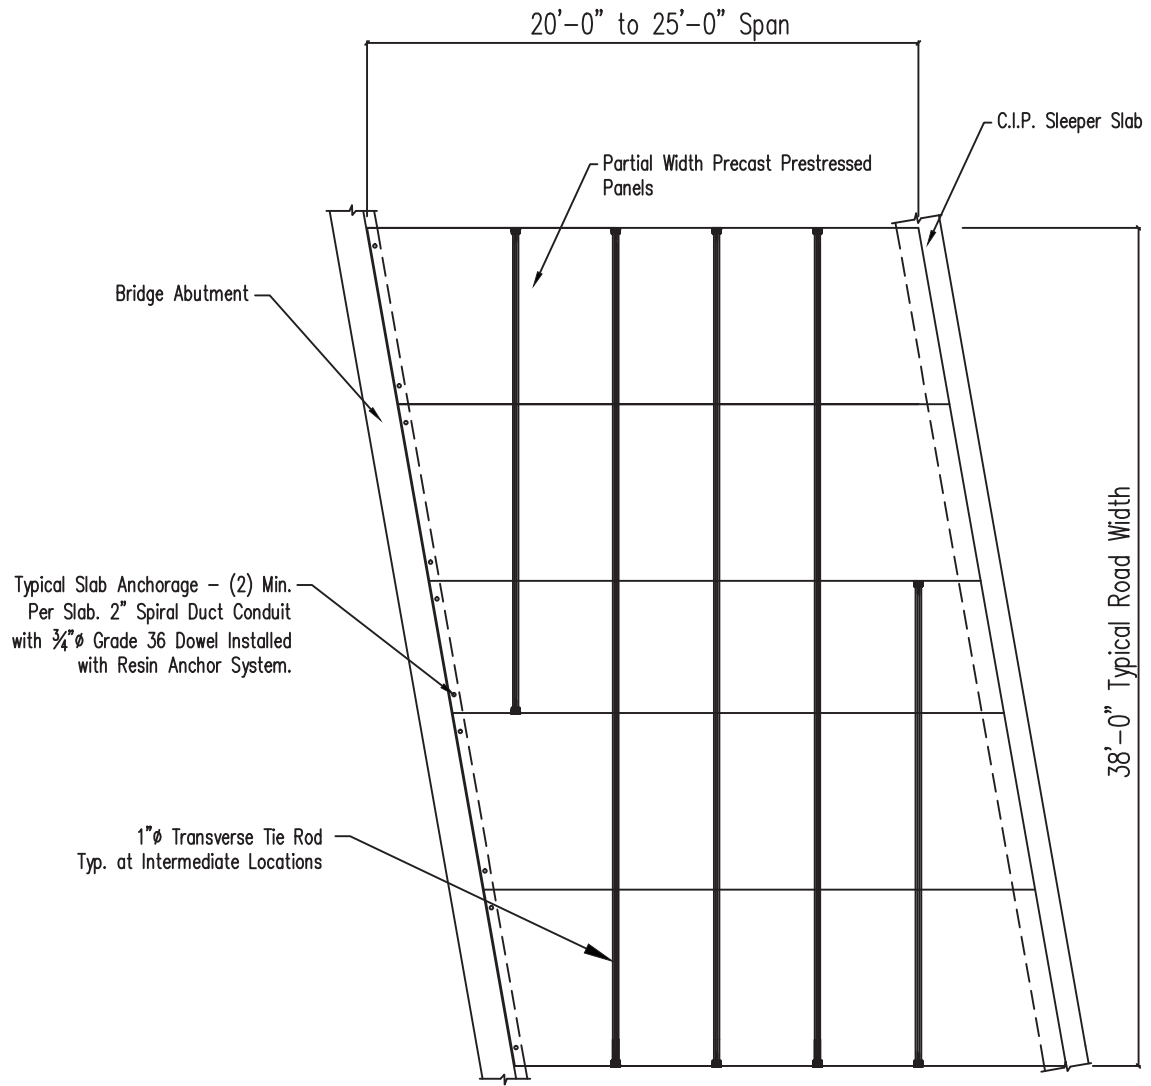 20'-0" to 25'-0" Span
C.I.P. Sleeper Slab
Partial Width Precast Prestressed
Panels
Bridge Abutment
38'-0" Typical Road Width
Typical Slab Anchorage - (2) Min.
Per Slab. 2" Spiral Duct Conduit
with ¾"ø Grade 36 Dowel Installed
with Resin Anchor System.
1"ø Transverse Tie Rod
Typ. at Intermediate Locations